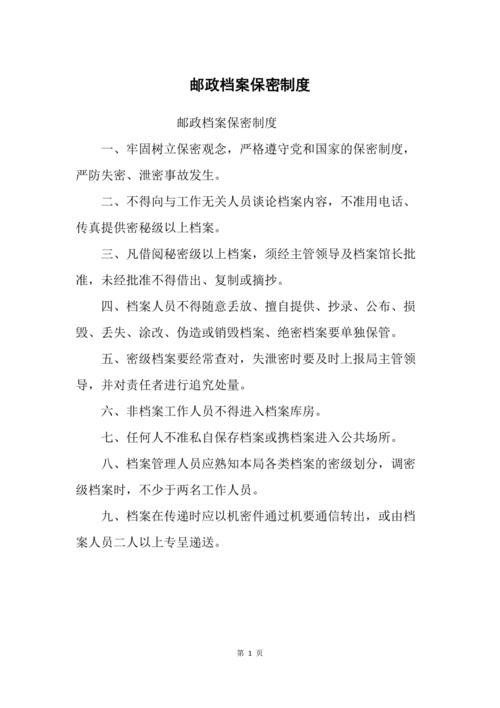 邮政档案保密制度
邮政档案保密制度
一、牢固树立保密观念，严格遵守党和国家的保密制度，
严防失密、泄密事故发生。
二、不得向与工作无关人员谈论档案内容，不准用电话、
传真提供密秘级以上档案。
三、凡借阅秘密级以上档案，须经主管领导及档案馆长批
准，未经批准不得借出、复制或摘抄。
四、档案人员不得随意丢放、擅自提供、抄录、公布、损
毁、丢失、涂改、伪造或销毁档案、绝密档案要单独保管。
五、密级档案要经常查对，失泄密时要及时上报局主管领
导，并对责任者进行追究处量。
六、非档案工作人员不得进入档案库房。
七、任何人不准私自保存档案或携档案进入公共场所。
八、档案管理人员应熟知本局各类档案的密级划分，调密
级档案时，不少于两名工作人员。
九、档案在传递时应以机密件通过机要通信转出，或由档
案人员二人以上专呈递送。
第 1 页